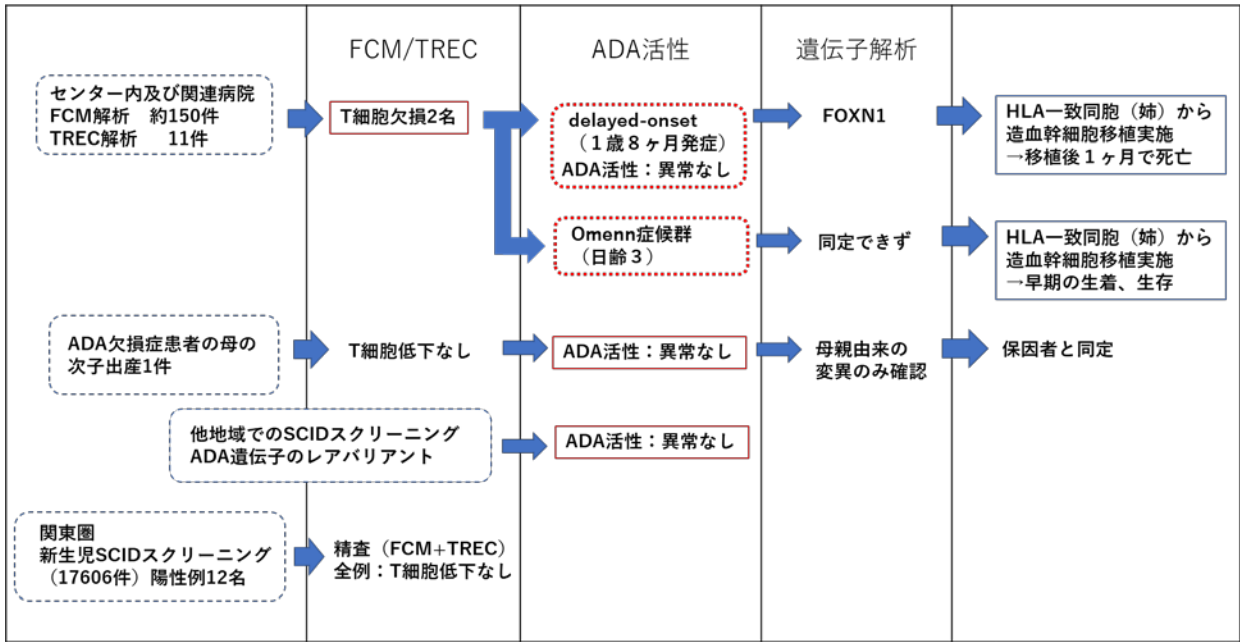 FCM/TREC
ADA活性
遺伝子解析
センター内及び関連病院
FCM解析　約150件
TREC解析　　11件
T細胞欠損2名
delayed-onset
（１歳８ヶ月発症）
ADA活性：異常なし
FOXN1
HLA一致同胞（姉）から
造血幹細胞移植実施
→移植後１ヶ月で死亡
Omenn症候群
（日齢３）
同定できず
HLA一致同胞（姉）から
造血幹細胞移植実施
→早期の生着、生存
ADA欠損症患者の母の
次子出産1件
T細胞低下なし
ADA活性：異常なし
母親由来の
変異のみ確認
保因者と同定
他地域でのSCIDスクリーニング
ADA遺伝子のレアバリアント
ADA活性：異常なし
関東圏
新生児SCIDスクリーニング
（17606件）陽性例12名
精査（FCM+TREC）
全例：T細胞低下なし